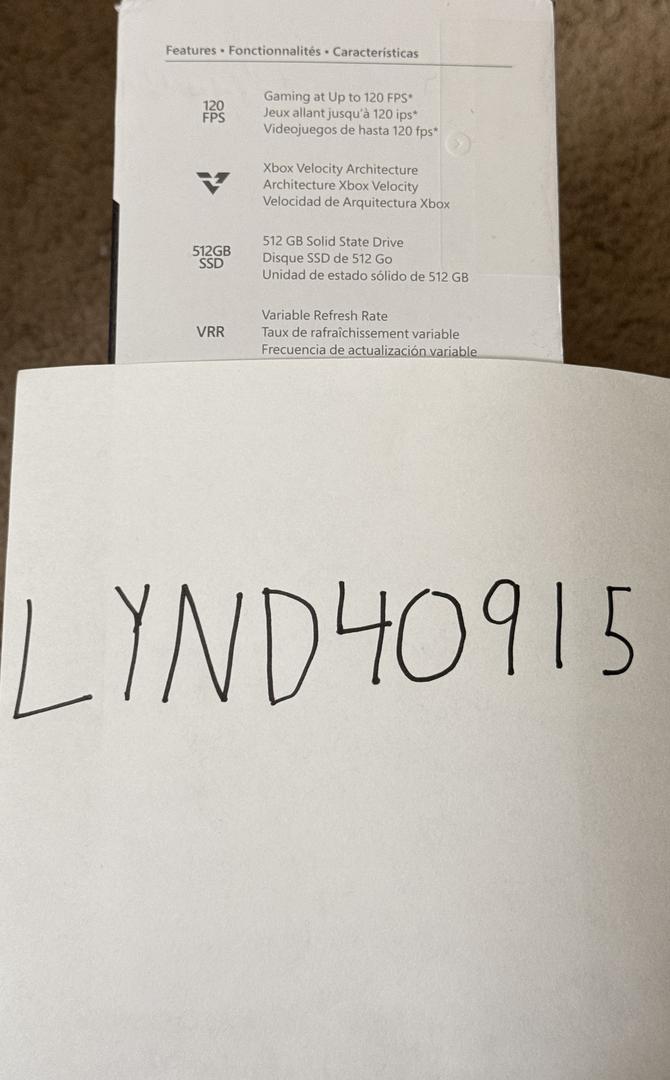 Features • Fonctionnalités • Características
120
FPS
Gaming at Up to 120 FPS*
Jeux allant jusqu'à 120 ips*
Videojuegos de hasta 120 fps*
Xbox Velocity Architecture
Architecture Xbox Velocity
Velocidad de Arquitectura Xbox
512GB
SSD
512 GB Solid State Drive
Disque SSD de 512 Go
Unidad de estado sólido de 512 GB
VRR
Variable Refresh Rate
Taux de rafraîchissement variable
Frecuencia de actualización variable
LYND40915